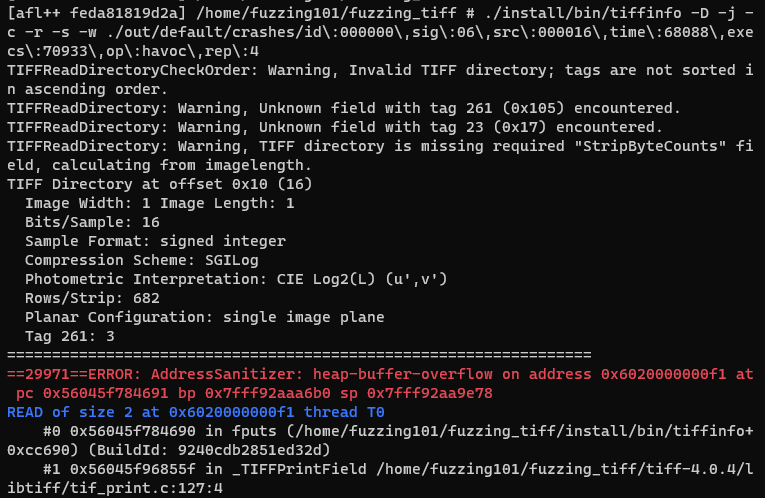 [afl++ feda81819d2a] /home/fuzzing101/fuzzing_tiff # ./install/bin/tiffinfo -D -j -
c -r -s -w ./out/default/crashes/id\:000000\,sig\:06\,src\:000016\,time\:68088\,exe
cs\:70933\,op\:havoc\,rep\:4
TIFFReadDirectoryCheckOrder: Warning, Invalid TIFF directory; tags are not sorted i
n ascending order.
TIFFReadDirectory: Warning, Unknown field with tag 261 (0x105) encountered.
TIFFReadDirectory: Warning, Unknown field with tag 23 (0x17) encountered.
TIFFReadDirectory: Warning, TIFF directory is missing required "StripByteCounts" fi
eld, calculating from imagelength.
TIFF Directory at offset 0x10 (16)
  Image Width: 1 Image Length: 1
  Bits/Sample: 16
  Sample Format: signed integer
  Compression Scheme: SGILog
  Photometric Interpretation: CIE Log2(L) (u',v')
  Rows/Strip: 682
  Planar Configuration: single image plane
  Tag 261: 3
=================================================================
==29971==ERROR: AddressSanitizer: heap-buffer-overflow on address 0x6020000000f1 at
 pc 0x56045f784691 bp 0x7fff92aaa6b0 sp 0x7fff92aa9e78
READ of size 2 at 0x6020000000f1 thread T0
    #0 0x56045f784690 in fputs (/home/fuzzing101/fuzzing_tiff/install/bin/tiffinfo+
0xcc690) (BuildId: 9240cdb2851ed32d)
    #1 0x56045f96855f in _TIFFPrintField /home/fuzzing101/fuzzing_tiff/tiff-4.0.4/l
ibtiff/tif_print.c:127:4